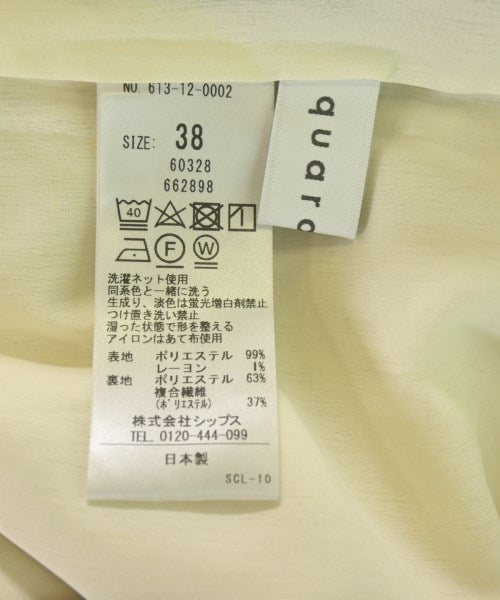 NO. 613-12-0002
SIZE: 38
60328
662898
40
F W
洗濯ネット使用
同系色と一緒に洗う
生成り、淡色は蛍光増白剤禁止
つけ置き洗い禁止
湿った状態で形を整える
アイロンはあて布使用
表地 ポリエステル 99%
レーヨン 1%
裏地 ポリエステル 63%
複合繊維
(ポリエステル) 37%
株式会社シップス
TEL. 0120-444-099
日本製
SCL-10
quaro